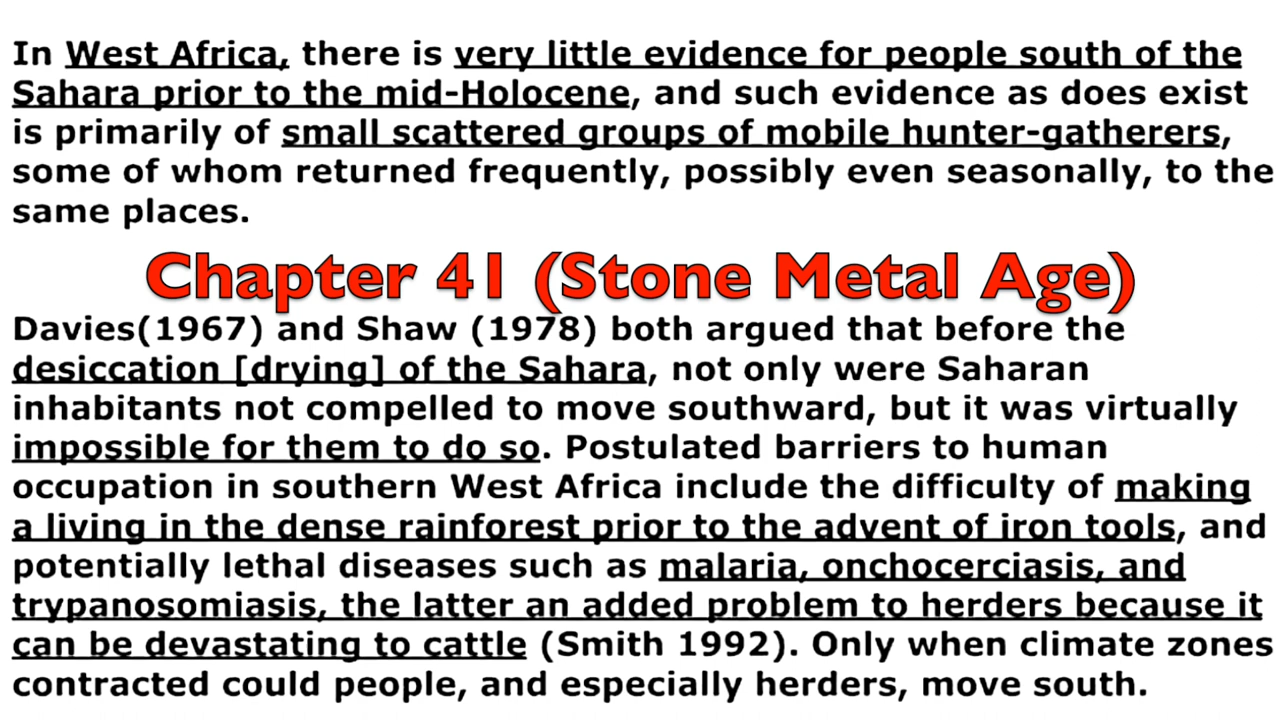 In West Africa, there is very little evidence for people south of the
Sahara prior to the mid-Holocene, and such evidence as does exist
is primarily of small scattered groups of mobile hunter-gatherers,
some of whom returned frequently, possibly even seasonally, to the
same places.
Chapter 41 (Stone Metal Age)
Davies(1967) and Shaw (1978) both argued that before the
desiccation [drying] of the Sahara, not only were Saharan
inhabitants not compelled to move southward, but it was virtually
impossible for them to do so. Postulated barriers to human
occupation in southern West Africa include the difficulty of making
a living in the dense rainforest prior to the advent of iron tools, and
potentially lethal diseases such as malaria, onchocerciasis, and
trypanosomiasis, the latter an added problem to herders because it
can be devastating to cattle (Smith 1992). Only when climate zones
contracted could people, and especially herders, move south.